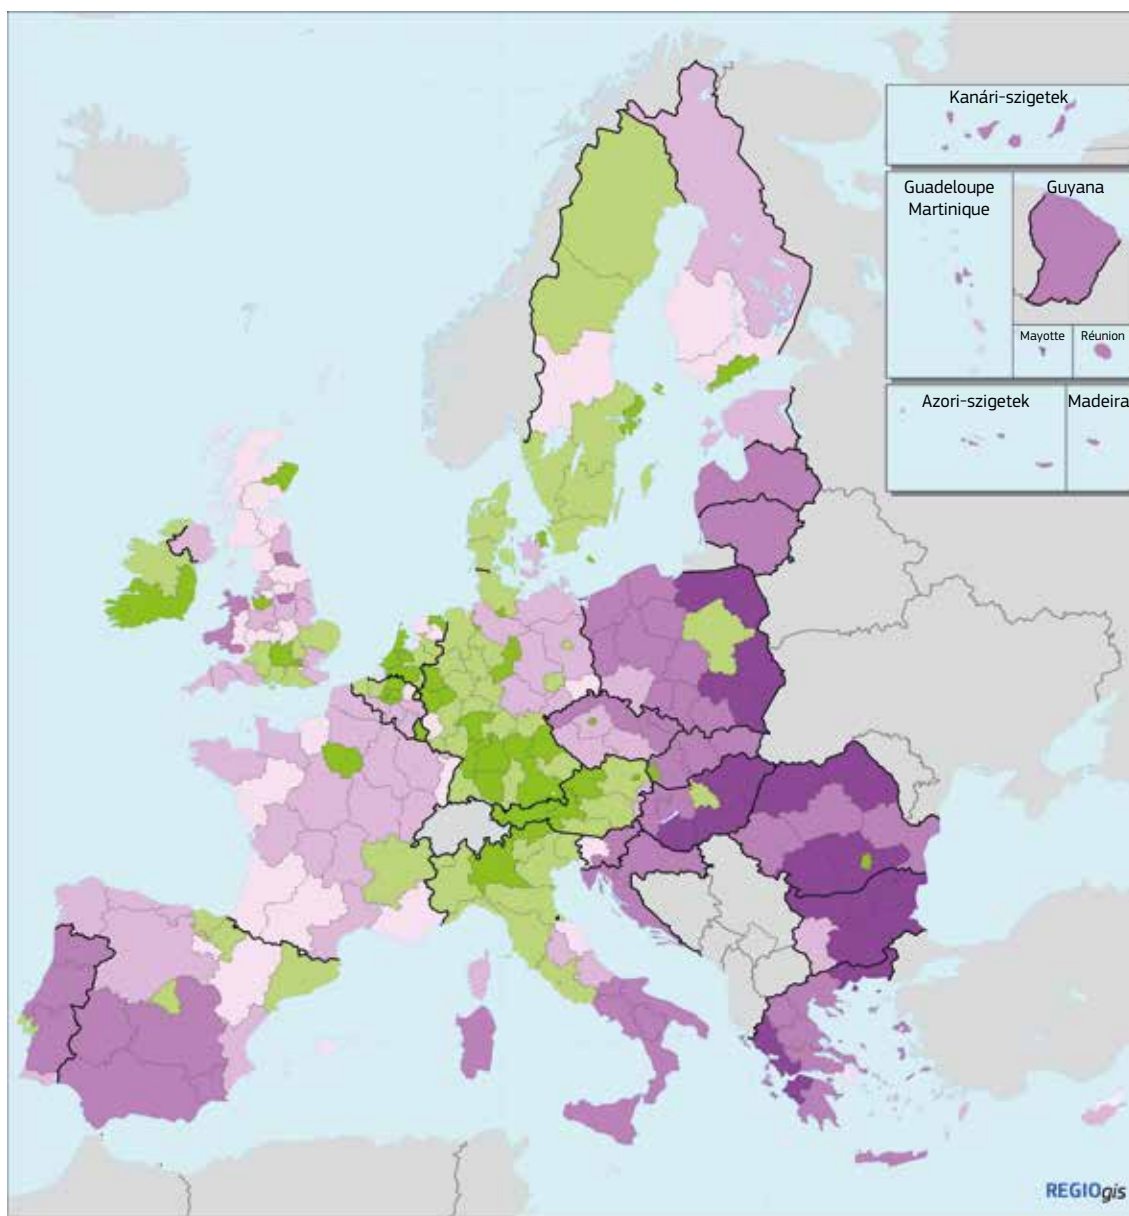 Kanári-szigetek
Guadeloupe
Martinique
Guyana
Mayotte
Réunion
Azori-szigetek
Madeira
REGIOgis